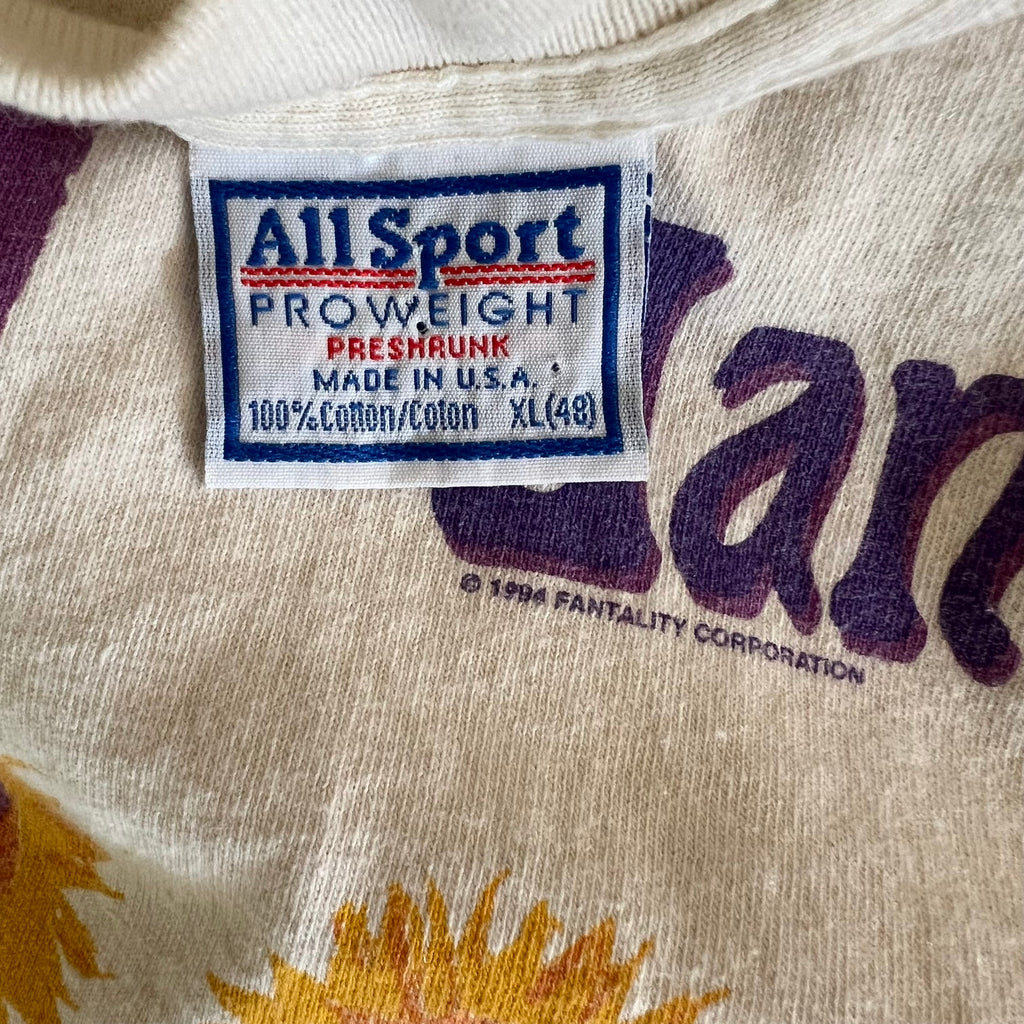 All Sport
PROWEIGHT
PRESHRUNK
MADE IN U.S.A.
100% Cotton/Coton XL(48)
© 1994 FANTALITY CORPORATION